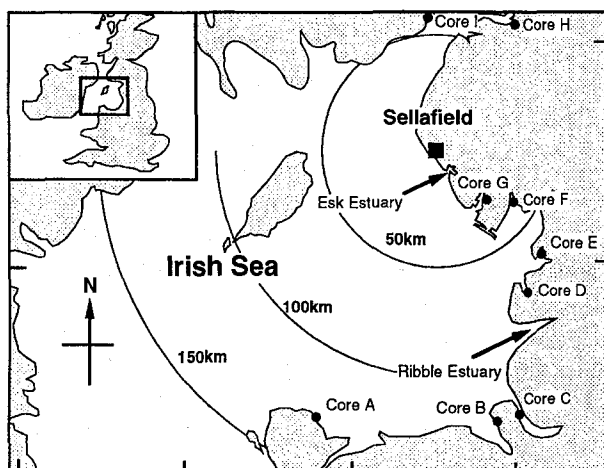 Core I
Core H
Sellafield
Core G
Esk Estuary
Core F
50km
Core E
Irish Sea
N
Core D
100km
150km
Ribble Estuary
Core A
Core B
Core C